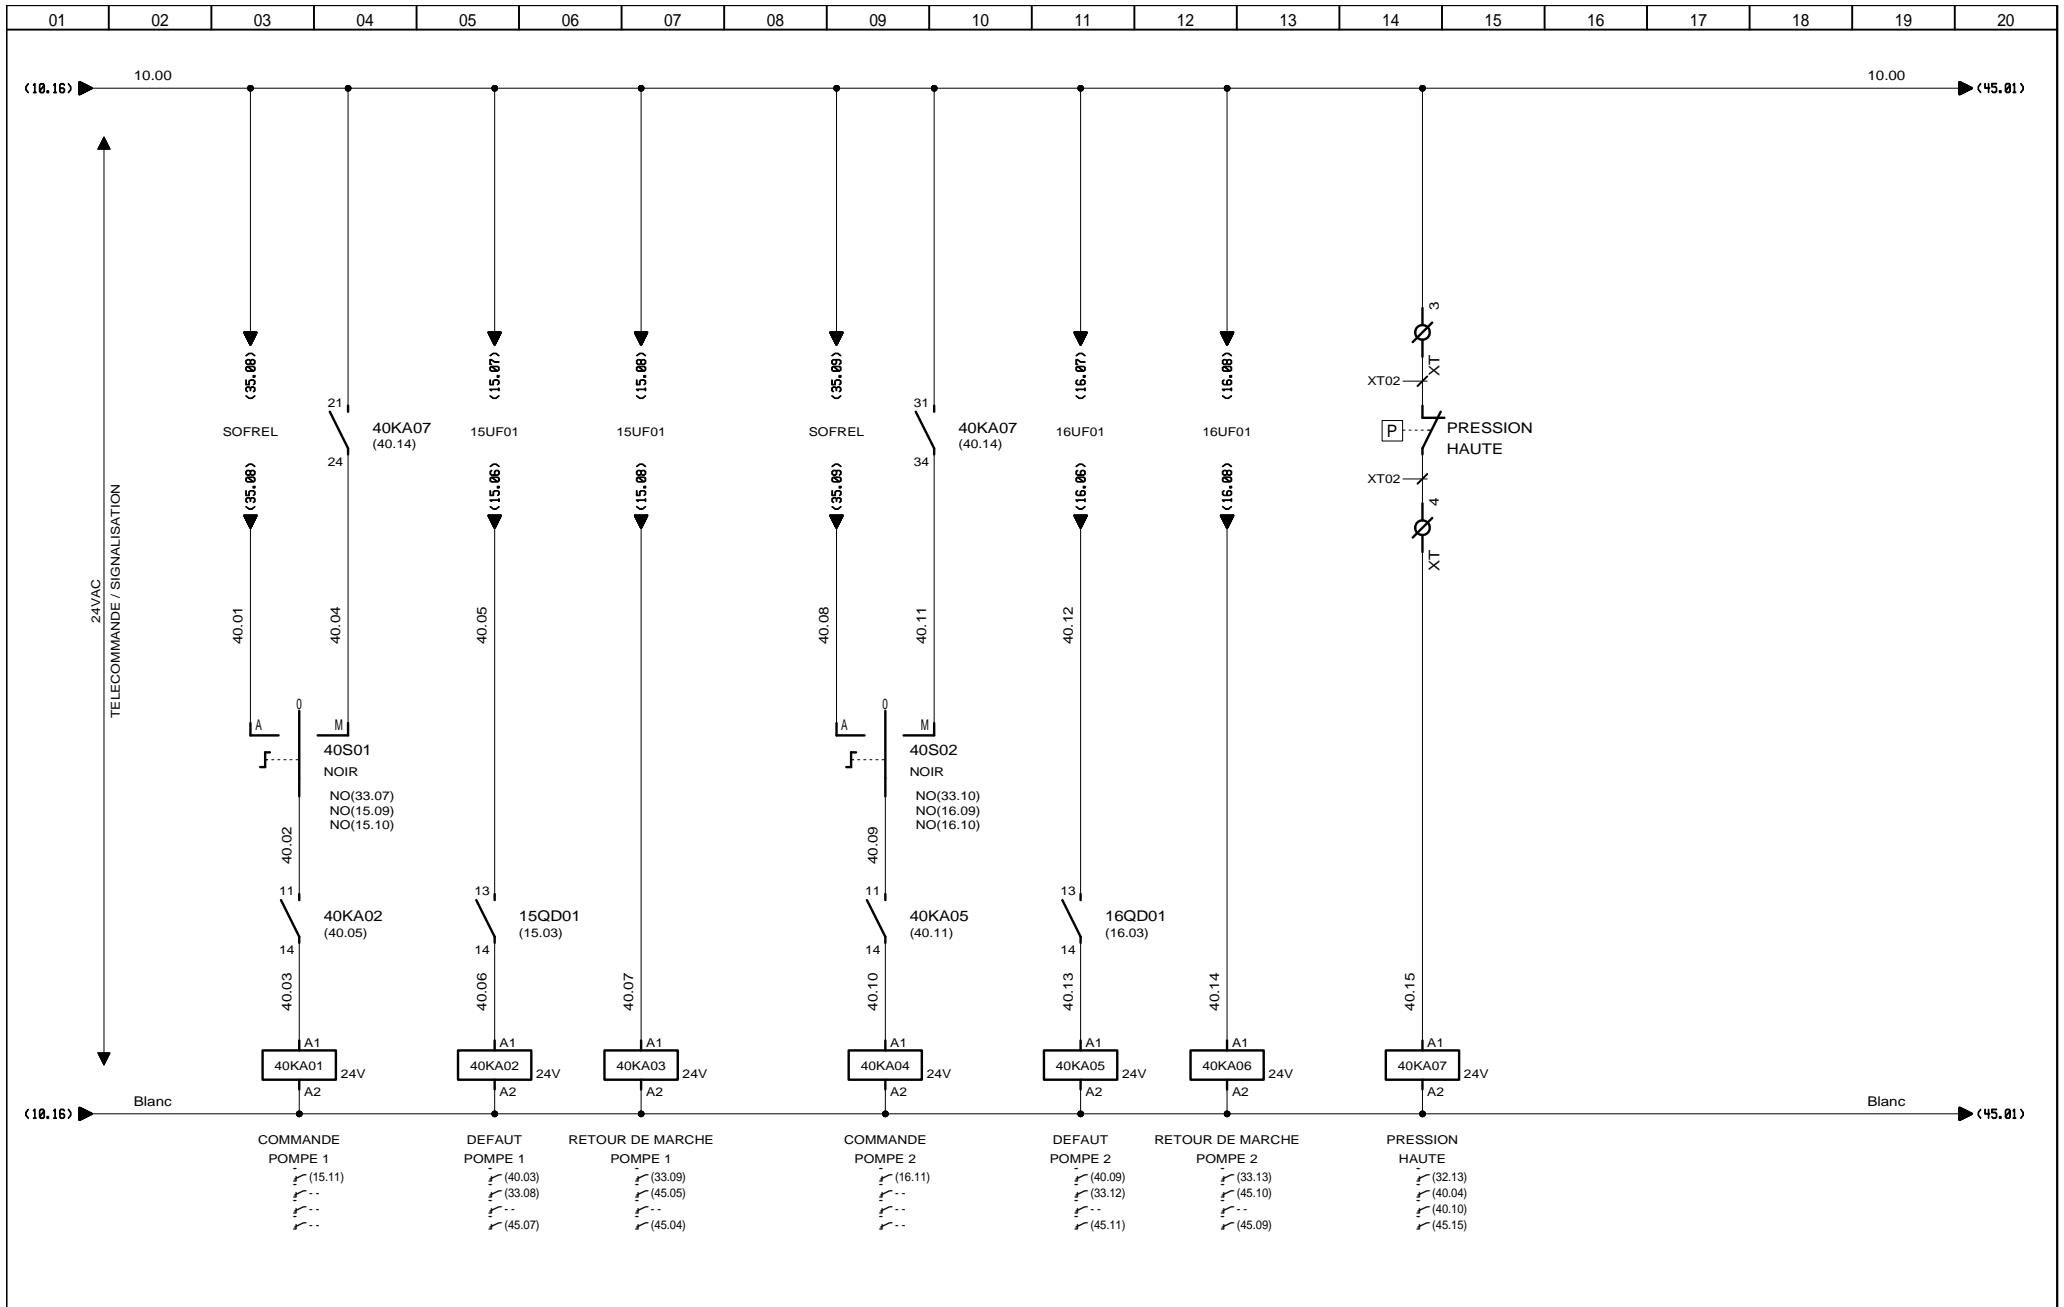 01 02 03 04 05 06 07 08 09 10 11 12 13 14 15 16 17 18 19 20
10.00 10.00
(10.16) (45.01)
24VAC
TELECOMMANDE / SIGNALISATION
(35.08) (15.07) (15.08) (35.09) (16.07) (16.08)
3
XT
XT02
21 31
SOFREL 40KA07 15UF01 15UF01 SOFREL 40KA07 16UF01 16UF01 P PRESSION
(40.14) (40.14) HAUTE
24 34
(35.08) (15.06) (15.08) (35.09) (16.06) (16.08)
XT02
4
XT
40.01 40.04 40.05 40.08 40.11 40.12
0 0
A M A M
40S01 40S02
NOIR NOIR
NO(33.07) NO(33.10)
NO(15.09) NO(16.09)
NO(15.10) NO(16.10)
40.02 40.09
11 13 11 13
40KA02 15QD01 40KA05 16QD01
(40.05) (15.03) (40.11) (16.03)
14 14 14 14
40.03 40.06 40.07 40.10 40.13 40.14 40.15
A1 A1 A1 A1 A1 A1 A1
40KA01 24V 40KA02 24V 40KA03 24V 40KA04 24V 40KA05 24V 40KA06 24V 40KA07 24V
A2 A2 A2 A2 A2 A2 A2
Blanc Blanc
(10.16) (45.01)
COMMANDE DEFAUT RETOUR DE MARCHE COMMANDE DEFAUT RETOUR DE MARCHE PRESSION
POMPE 1 POMPE 1 POMPE 1 POMPE 2 POMPE 2 POMPE 2 HAUTE
(15.11) (40.03) (33.09) (16.11) (40.09) (33.13) (32.13)
-- (33.08) (45.05) -- (33.12) (45.10) (40.04)
-- -- -- -- -- -- (40.10)
-- (45.07) (45.04) -- (45.11) (45.09) (45.15)